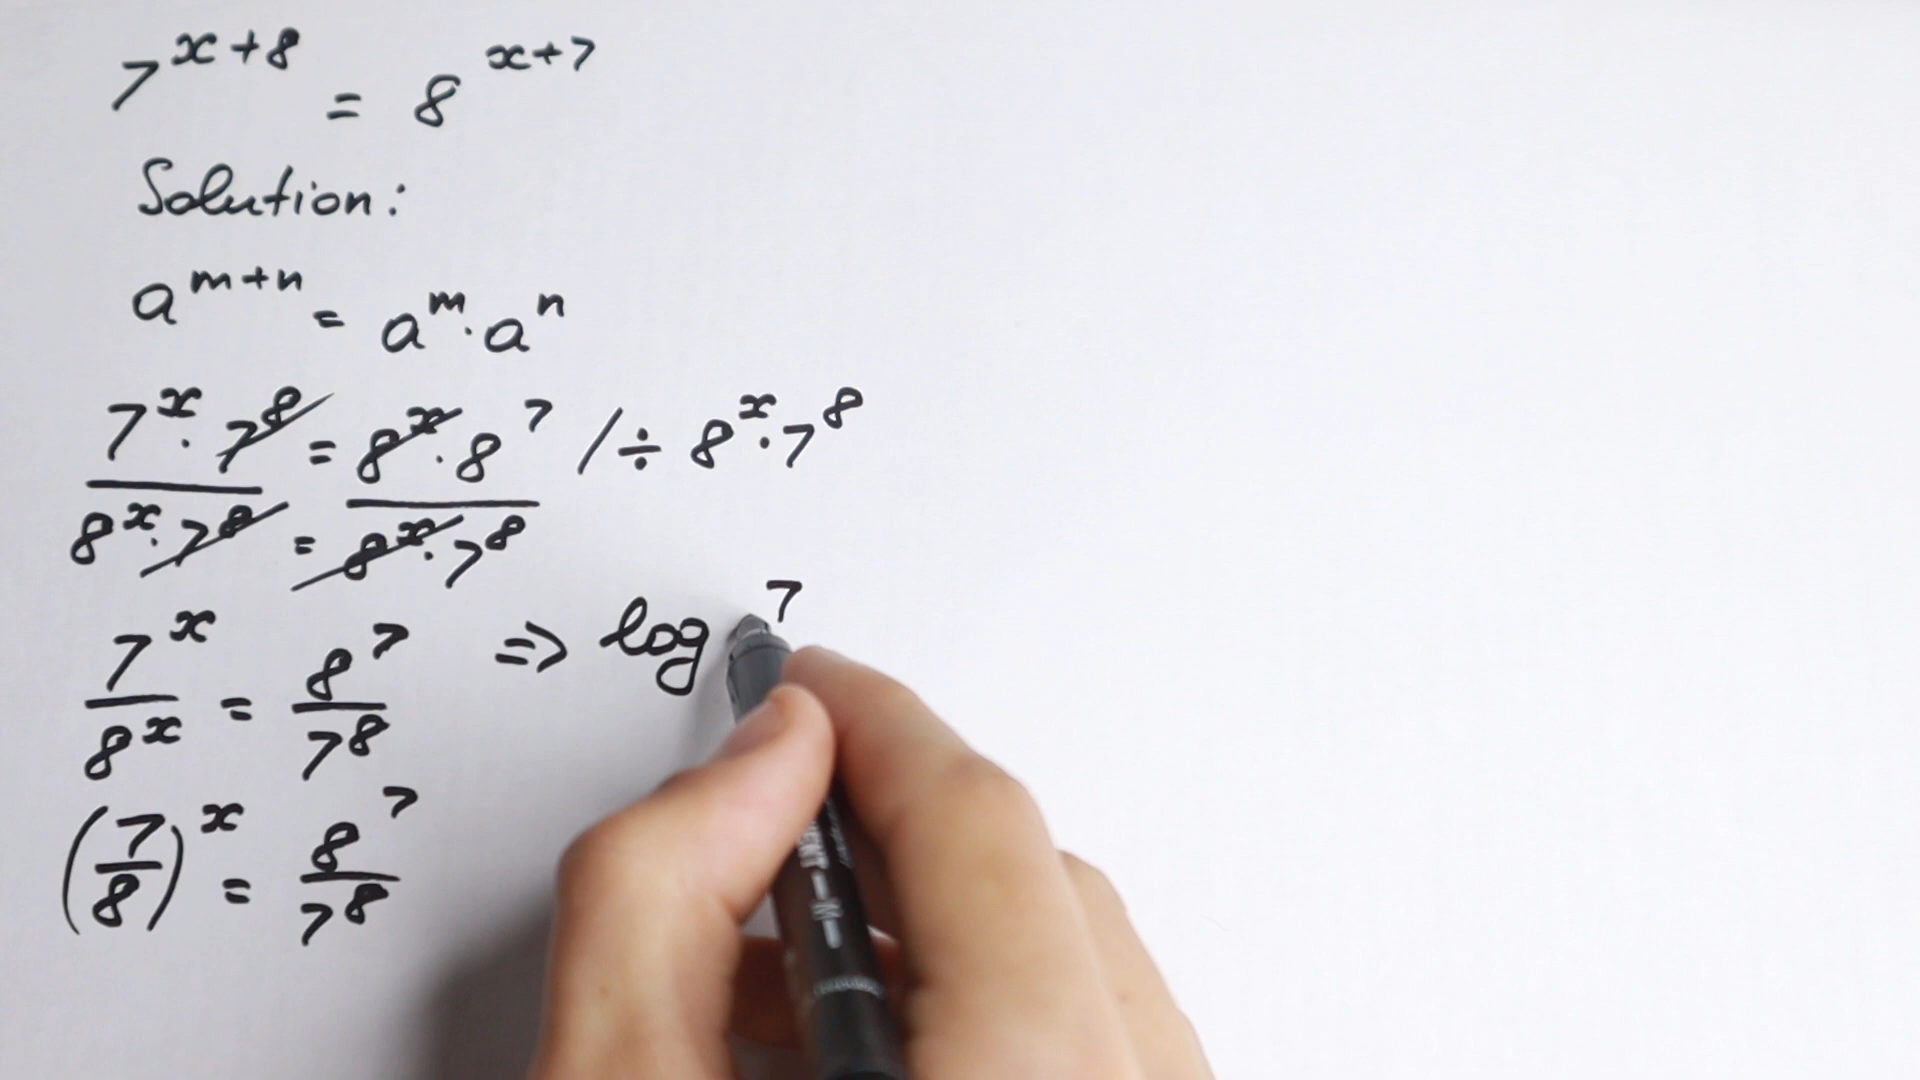 7^{x+8} = 8^{x+7}
Solution:
a^{m+n} = a^m · a^n
7^x · 7^8 = 8^x · 8^7 / ÷ 8^x · 7^8
8^x · 7^8 = 8^x · 7^8
7^x/8^x = 8^7/7^8 => log 7
(7/8)^x = 8^7/7^8